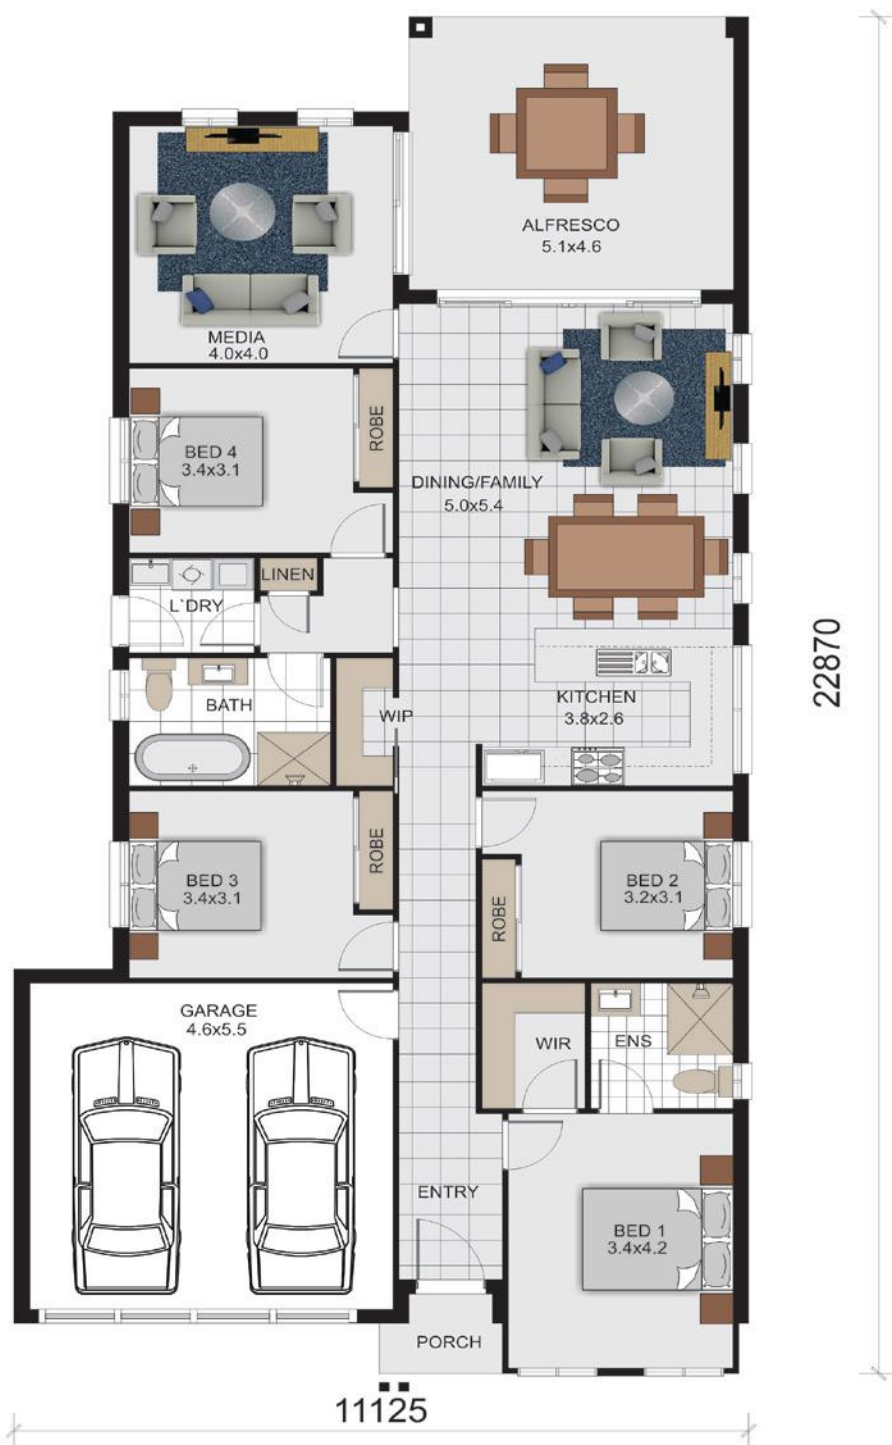 ALFRESCO
5.1x4.6
MEDIA
4.0x4.0
BED 4
3.4x3.1
ROBE
DINING/FAMILY
5.0x5.4
LINEN
L`DRY
22870
BATH
WIP
KITCHEN
3.8x2.6
BED 3
3.4x3.1
ROBE
BED 2
3.2x3.1
ROBE
GARAGE
4.6x5.5
WIR
ENS
ENTRY
BED 1
3.4x4.2
PORCH
11125